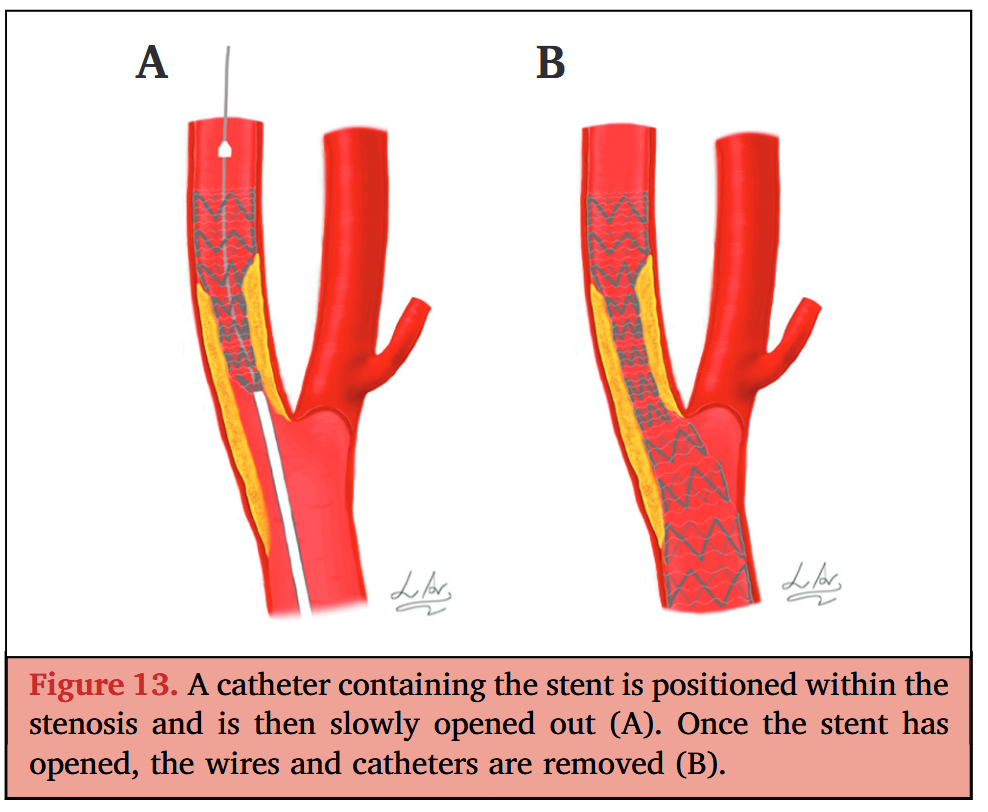 A
B
Figure 13. A catheter containing the stent is positioned within the
stenosis and is then slowly opened out (A). Once the stent has
opened, the wires and catheters are removed (B).